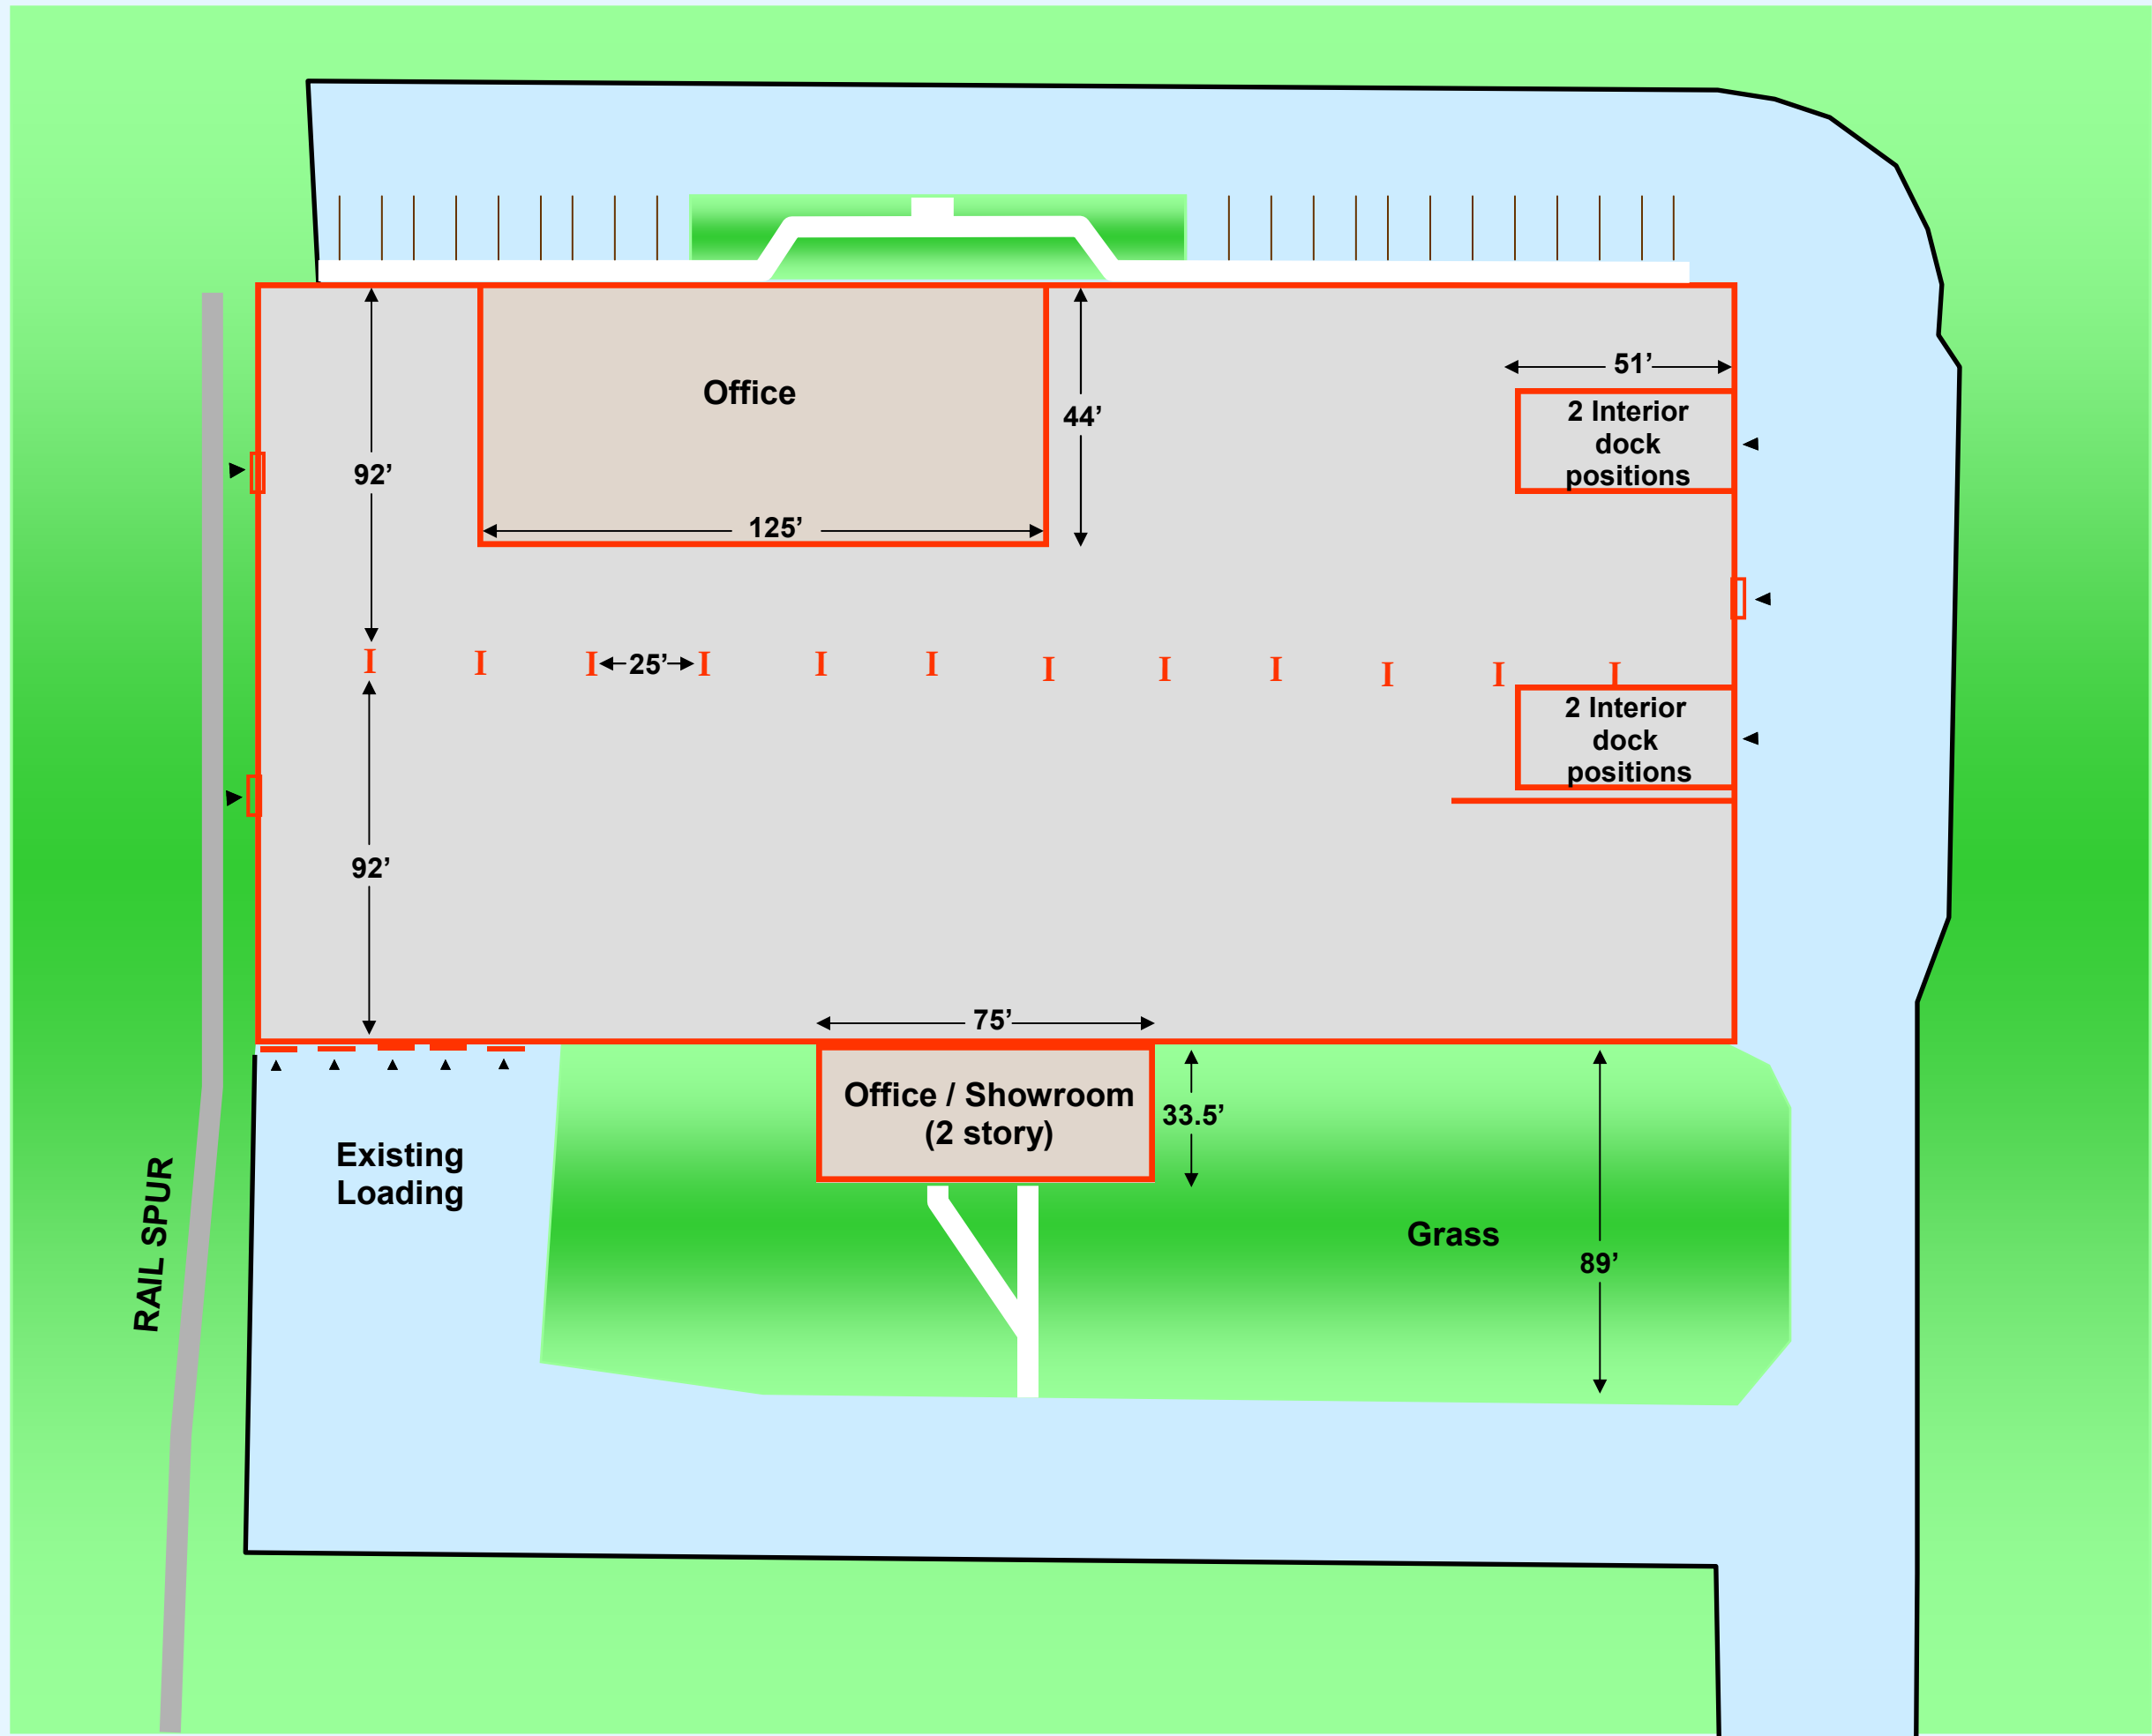 51’
Office
2 Interior
dock
positions
44’
92’
125’
25’
2 Interior
dock
positions
92’
75’
Office / Showroom
(2 story)
33.5’
Existing
Loading
RAIL SPUR
Grass
89’